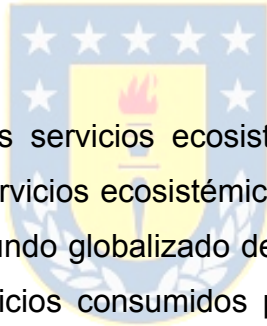 s servicios ecosist
rvicios ecosistémic
undo globalizado de
icios consumidos p